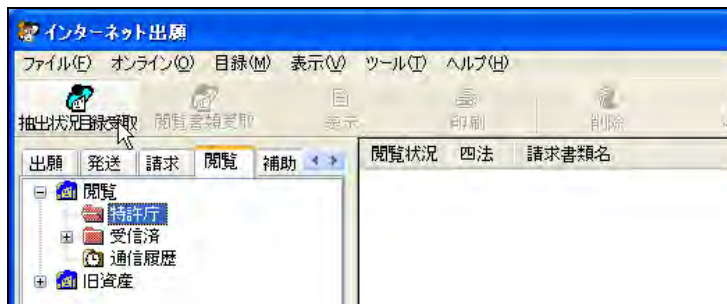 インターネット出願
ファイル(F) オンライン(O) 目録(M) 表示(V) ツール(T) ヘルプ(H)
抽出状況目録受取 閲覧書類受取 表示 印刷 削除
出願 発送 請求 閲覧 補助 閲覧状況 四法 請求書類名
閲覧
特許庁
受信済
通信履歴
旧資産